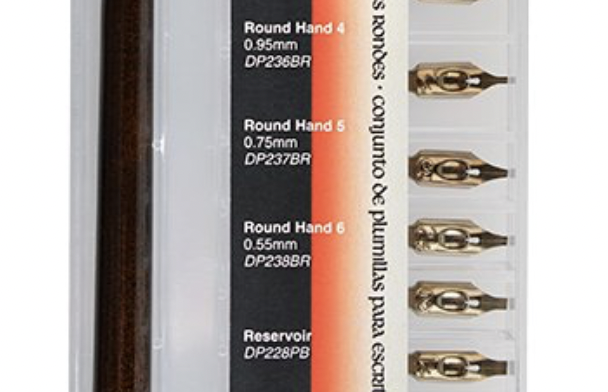 Round Hand 4
0.95mm
DP236BR
Round Hand 5
0.75mm
DP237BR
Round Hand 6
0.55mm
DP238BR
Reservoir
DP228PB
S RONDES · CONJUNTO de plumillas para escri